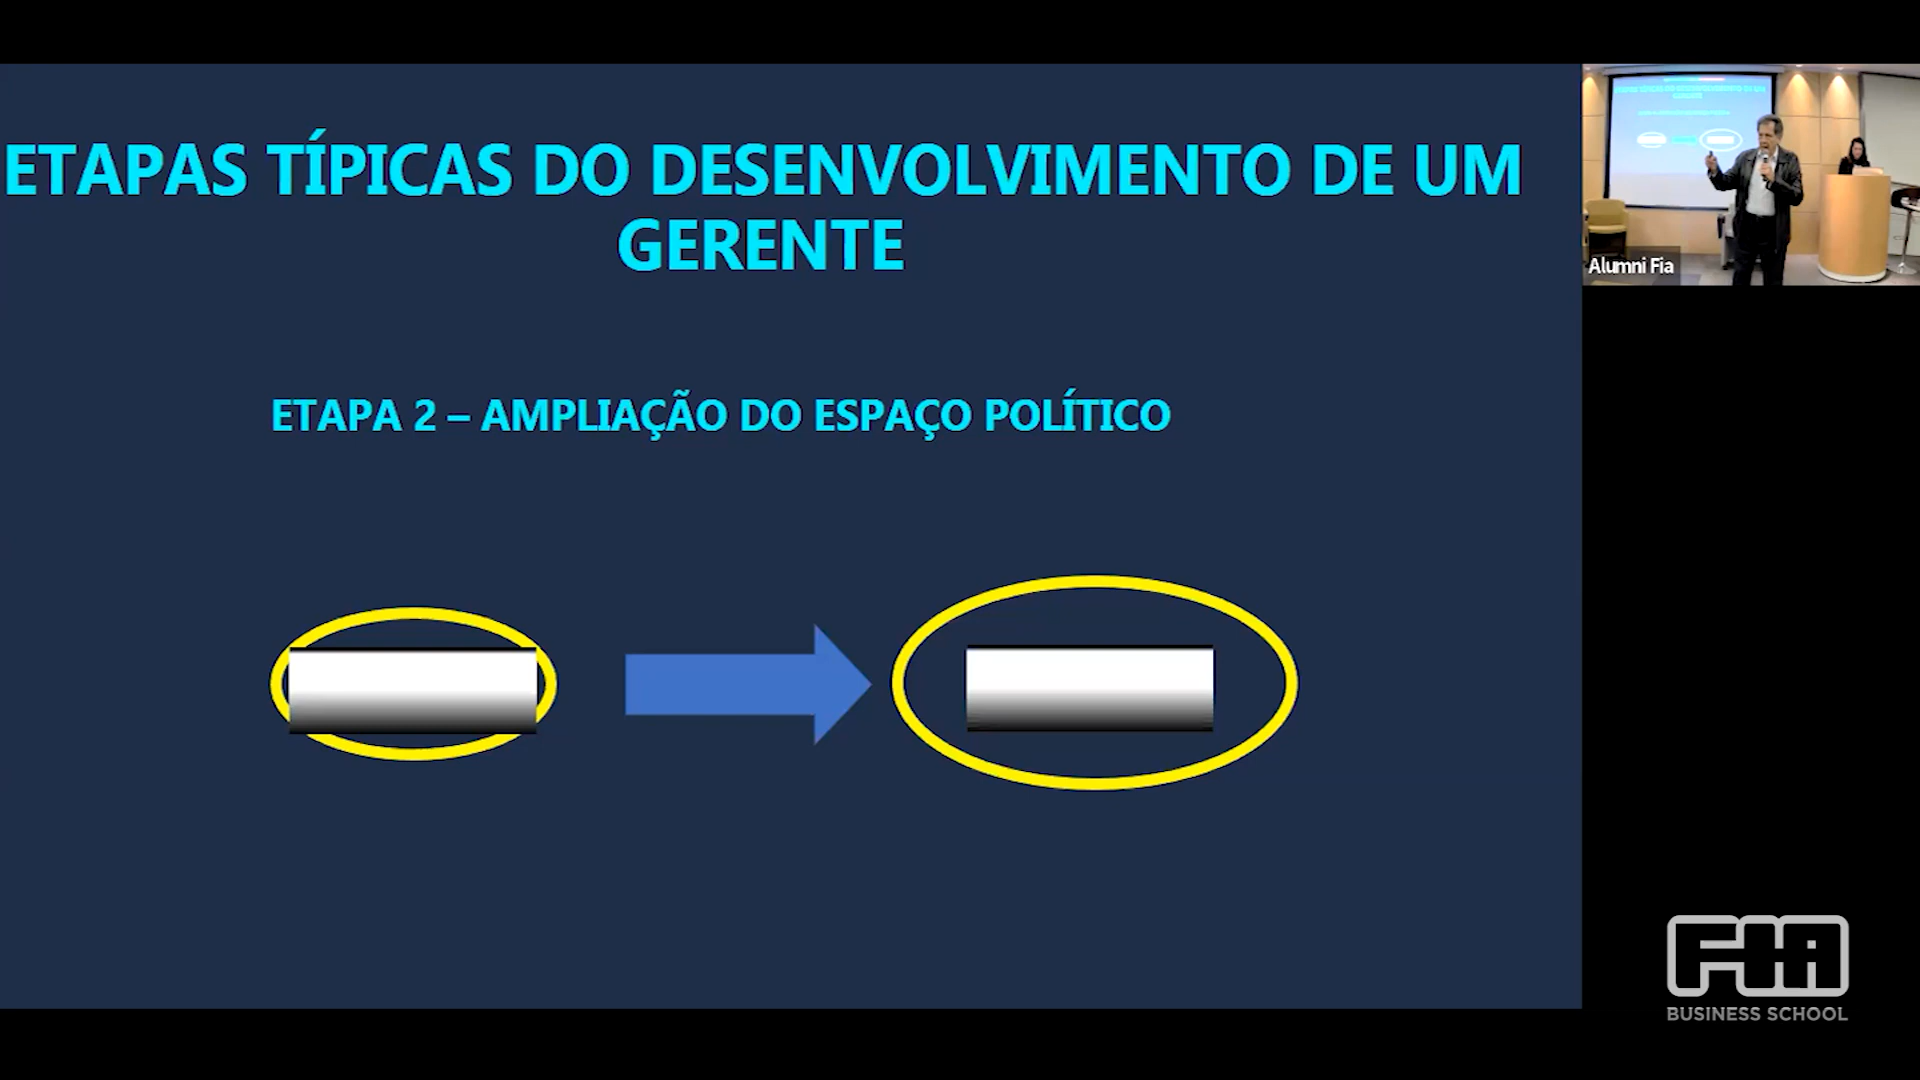 ETAPAS TÍPICAS DO DESENVOLVIMENTO DE UM
GERENTE
ETAPA 2 – AMPLIAÇÃO DO ESPAÇO POLÍTICO
Alumni Fia
FIA
BUSINESS SCHOOL